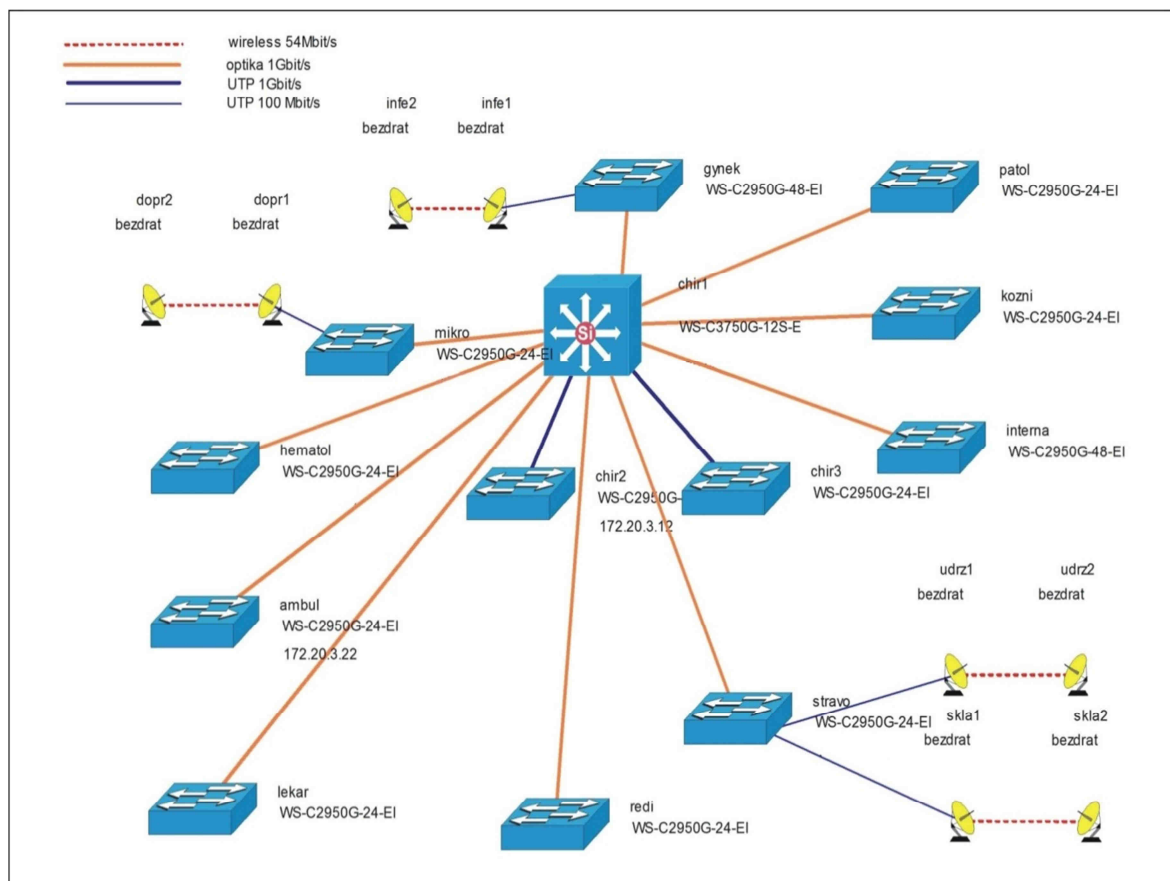 wireless 54Mbit/s
optika 1Gbit/s
UTP 1Gbit/s
UTP 100 Mbit/s
infe2
bezdrat
infe1
bezdrat
gynek
WS-C2950G-48-EI
patol
WS-C2950G-24-EI
dopr2
bezdrat
dopr1
bezdrat
chir1
WS-C3750G-12S-E
Si
kozni
WS-C2950G-24-EI
mikro
WS-C2950G-24-EI
hematol
WS-C2950G-24-EI
chir2
WS-C2950G-
172.20.3.12
chir3
WS-C2950G-24-EI
interna
WS-C2950G-48-EI
ambul
WS-C2950G-24-EI
172.20.3.22
udrz1
bezdrat
udrz2
bezdrat
stravo
WS-C2950G-24-EI
skla1
bezdrat
skla2
bezdrat
lekar
WS-C2950G-24-EI
redi
WS-C2950G-24-EI